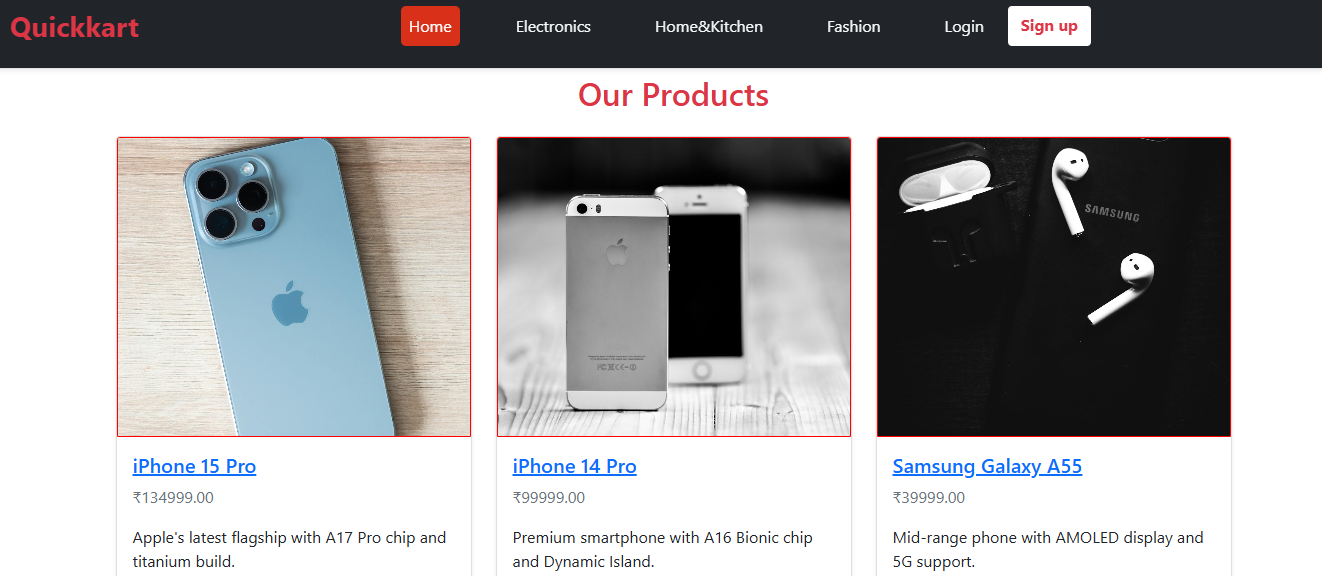 Quickkart
Home
Electronics
Home&Kitchen
Fashion
Login
Sign up
Our Products
SAMSUNG
iPhone 15 Pro
₹134999.00
Apple's latest flagship with A17 Pro chip and
titanium build.
iPhone 14 Pro
₹99999.00
Premium smartphone with A16 Bionic chip
and Dynamic Island.
Samsung Galaxy A55
₹39999.00
Mid-range phone with AMOLED display and
5G support.